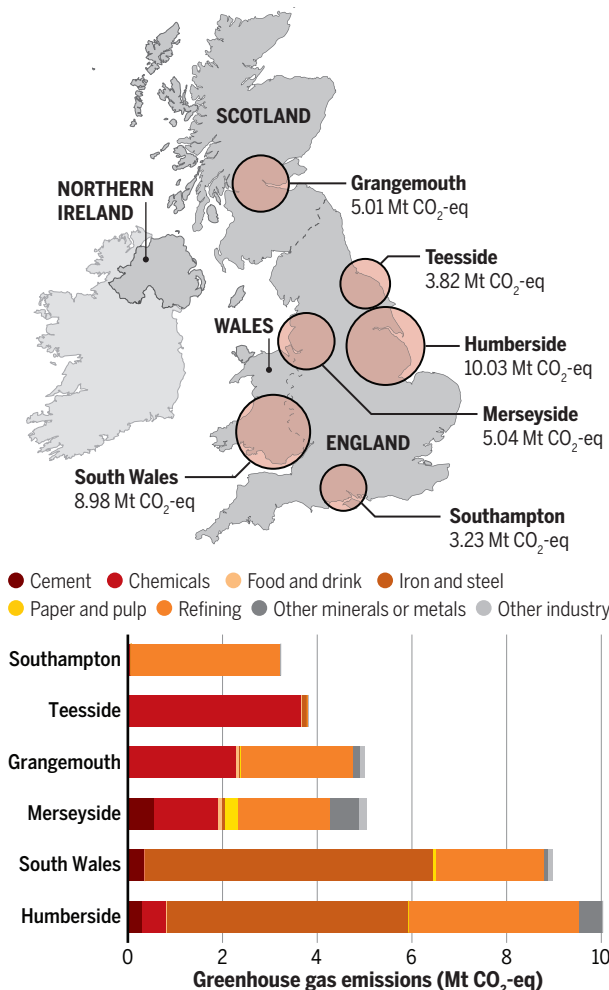 SCOTLAND
Grangemouth
5.01 Mt CO₂-eq
NORTHERN
IRELAND
Teesside
3.82 Mt CO₂-eq
WALES
Humberside
10.03 Mt CO₂-eq
Merseyside
5.04 Mt CO₂-eq
ENGLAND
South Wales
8.98 Mt CO₂-eq
Southampton
3.23 Mt CO₂-eq
Cement Chemicals Food and drink Iron and steel
Paper and pulp Refining Other minerals or metals Other industry
Southampton
Teesside
Grangemouth
Merseyside
South Wales
Humberside
0 2 4 6 8 10
Greenhouse gas emissions (Mt CO₂-eq)